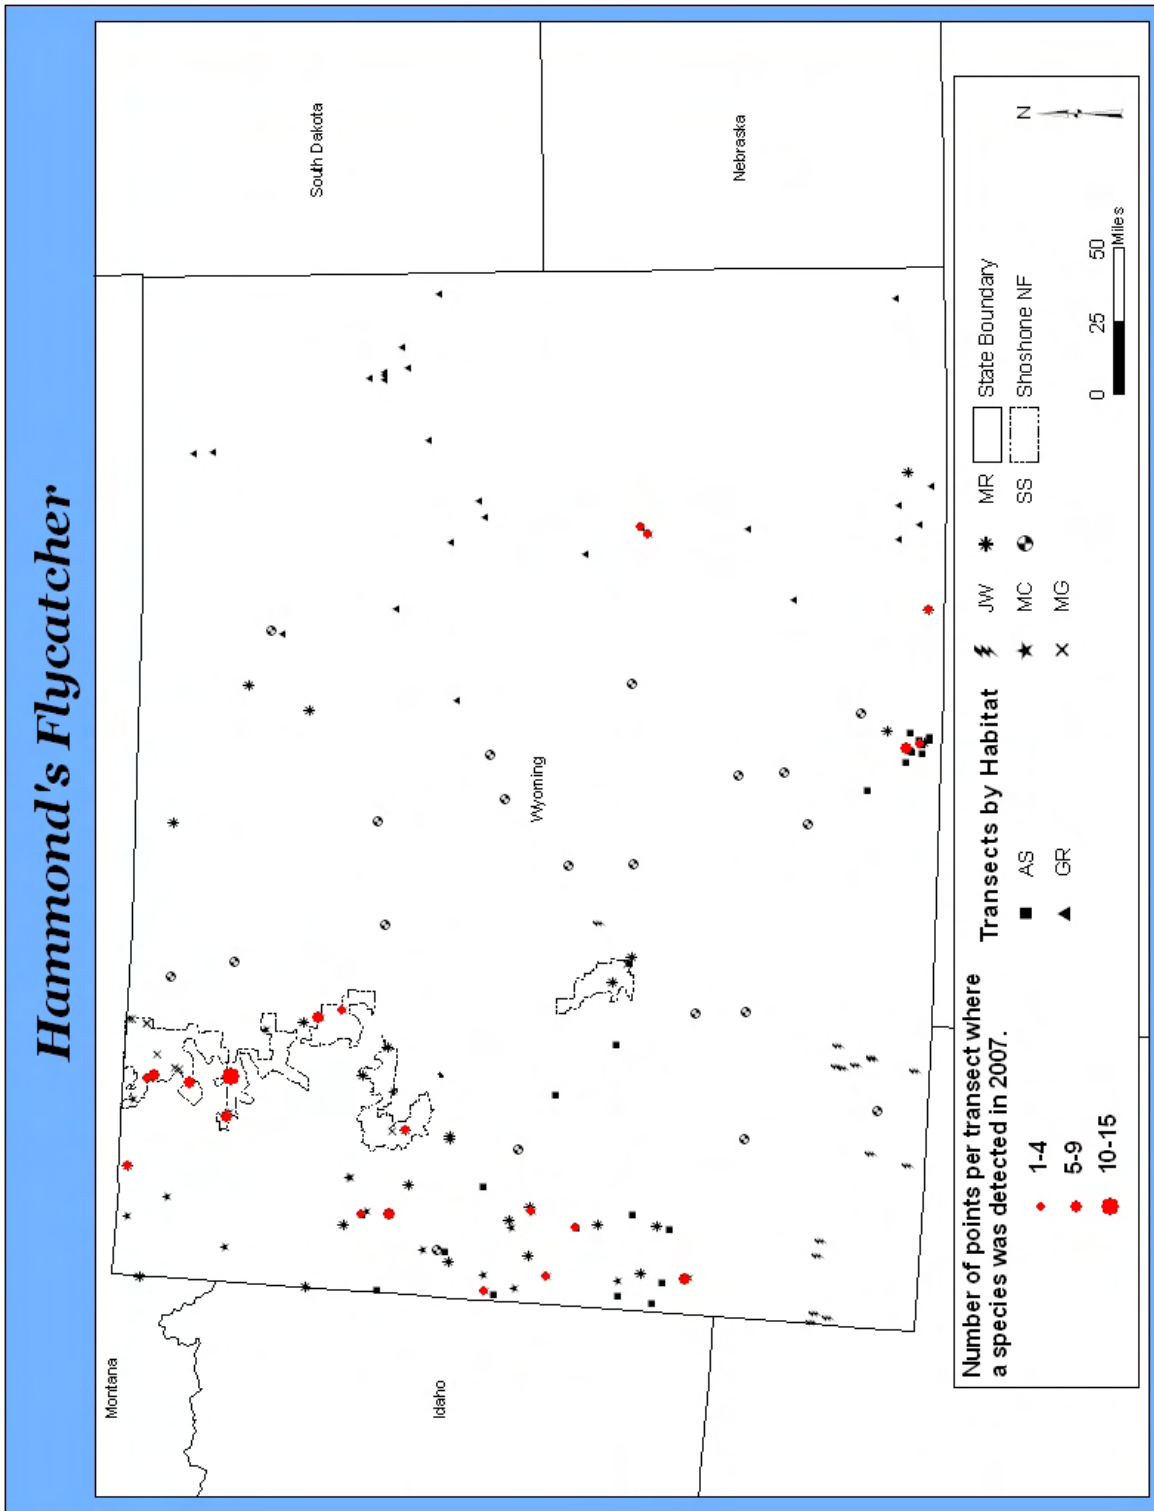 Hammond's Flycatcher
Montana
Idaho
Wyoming
South Dakota
Nebraska
Number of points per transect where
a species was detected in 2007.
1-4
5-9
10-15
Transects by Habitat
AS
GR
JW
MC
MG
MR
SS
State Boundary
Shoshone NF
N
0 25 50
Miles